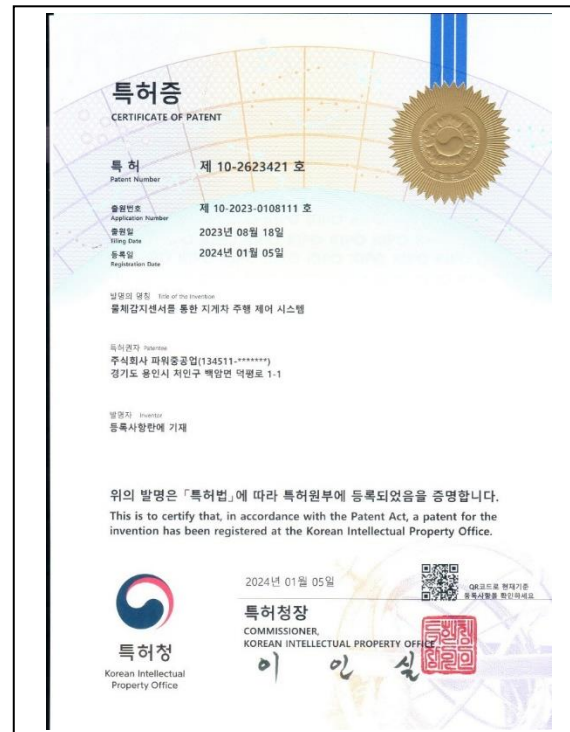 특허증
CERTIFICATE OF PATENT
특 허 제 10-2623421 호
Patent Number
출원번호 제 10-2023-0108111 호
Application Number
출원일 2023년 08월 18일
Filing Date
등록일 2024년 01월 05일
Registration Date
발명의 명칭 Title of the Invention
물체감지센서를 통한 지게차 주행 제어 시스템
특허권자 Patentee
주식회사 파워중공업(134511-*******)
경기도 용인시 처인구 백암면 덕평로 1-1
발명자 Inventor
등록사항란에 기재
위의 발명은 「특허법」에 따라 특허원부에 등록되었음을 증명합니다.
This is to certify that, in accordance with the Patent Act, a patent for the
invention has been registered at the Korean Intellectual Property Office.
2024년 01월 05일
QR코드로 현재기준
등록사항을 확인하세요
특허청장
COMMISSIONER,
KOREAN INTELLECTUAL PROPERTY OFFICE
이 인 실
특허청
Korean Intellectual
Property Office